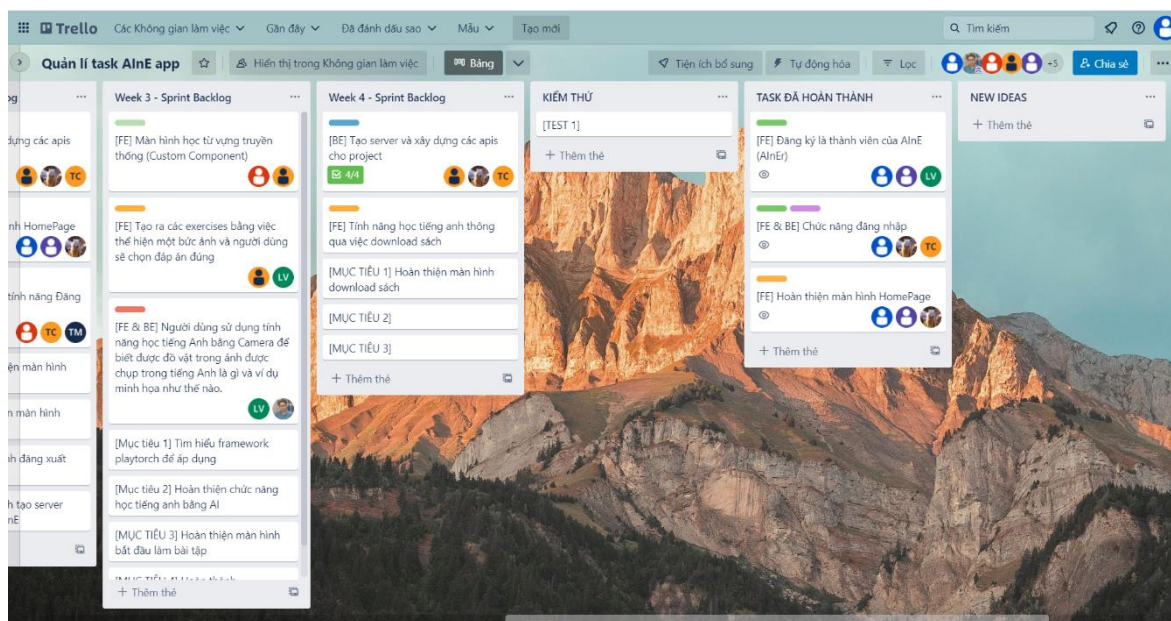 Trello Các Không gian làm việc Gần đây Đã đánh dấu sao Mẫu Tạo mới Tìm kiếm
Quản lí task AInE app Hiển thị trong Không gian làm việc Bảng Tiện ích bổ sung Tự động hóa Lọc +5 Chia sẻ
các apis
TC
HomePage
tính năng Đăng
TC TM
màn hình
màn hình
đăng xuất
tạo server
Week 3 - Sprint Backlog
[FE] Màn hình học từ vựng truyền
thống (Custom Component)
[FE] Tạo ra các exercises bằng việc
thể hiện một bức ảnh và người dùng
sẽ chọn đáp án đúng
LV
[FE & BE] Người dùng sử dụng tính
năng học tiếng Anh bằng Camera để
biết được đồ vật trong ảnh được
chụp trong tiếng Anh là gì và ví dụ
minh họa như thế nào.
LV
[Mục tiêu 1] Tìm hiểu framework
playtorch để áp dụng
[Mục tiêu 2] Hoàn thiện chức năng
học tiếng anh bằng AI
[MỤC TIÊU 3] Hoàn thiện màn hình
bắt đầu làm bài tập
+ Thêm thẻ
Week 4 - Sprint Backlog
[BE] Tạo server và xây dựng các apis
cho project
4/4
TC
[FE] Tính năng học tiếng anh thông
qua việc download sách
[MỤC TIÊU 1] Hoàn thiện màn hình
download sách
[MỤC TIÊU 2]
[MỤC TIÊU 3]
+ Thêm thẻ
KIỂM THỬ
[TEST 1]
+ Thêm thẻ
TASK ĐÃ HOÀN THÀNH
[FE] Đăng ký là thành viên của AInE
(AInEr)
LV
[FE & BE] Chức năng đăng nhập
TC
[FE] Hoàn thiện màn hình HomePage
+ Thêm thẻ
NEW IDEAS
+ Thêm thẻ